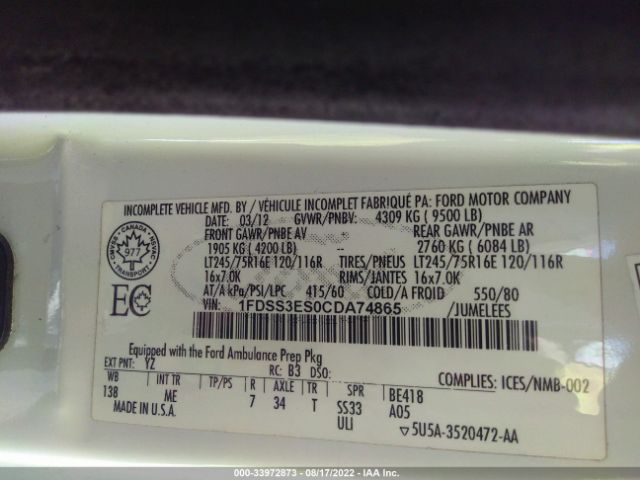 INCOMPLETE VEHICLE MFD. BY / VÉHICULE INCOMPLET FABRIQUÉ PA: FORD MOTOR COMPANY
DATE: 03/12 GVWR/PNBV: 4309 KG ( 9500 LB)
FRONT GAWR/PNBE AV REAR GAWR/PNBE AR
1905 KG ( 4200 LB) -- 2760 KG ( 6084 LB)
LT245/75R16E 120/116R TIRES/PNEUS LT245/75R16E 120/116R
16x7.0K RIMS/JANTES 16x7.0K
AT/A kPa/PSI/LPC 415/60 COLD/A FROID 550/80
VIN: 1FDSS3ES0CDA74865 /JUMELEES
CANADA
977
TRANSPORT
EC
Equipped with the Ford Ambulance Prep Pkg
EXT PNT: YZ RC: B3 DSO: COMPLIES: ICES/NMB-002
WB INT TR TP/PS R AXLE TR SPR BE418
138 ME 7 34 T SS33 A05
MADE IN U.S.A. ULI ▽5U5A-3520472-AA
000-33972873 - 08/17/2022 - IAA Inc.